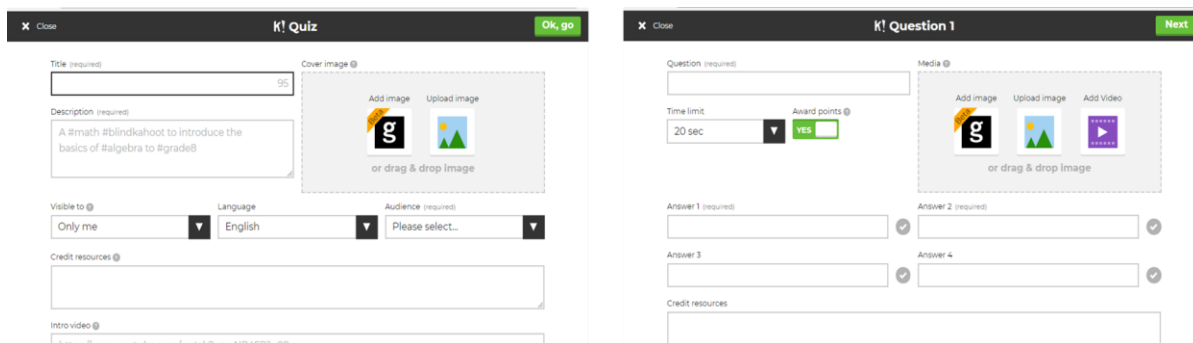 × Close
K! Quiz
Ok, go
Title (required)
95
Cover image
Add image Upload image
Beta
g
or drag & drop image
Description (required)
A #math #blindkahoot to introduce the
basics of #algebra to #grade8
Visible to
Language
Audience (required)
Only me
English
Please select...
Credit resources
Intro video
× Close
K! Question 1
Next
Question (required)
Media
Time limit
Award points
20 sec
YES
Add image Upload image Add Video
Beta
g
or drag & drop image
Answer 1 (required)
Answer 2 (required)
Answer 3
Answer 4
Credit resources